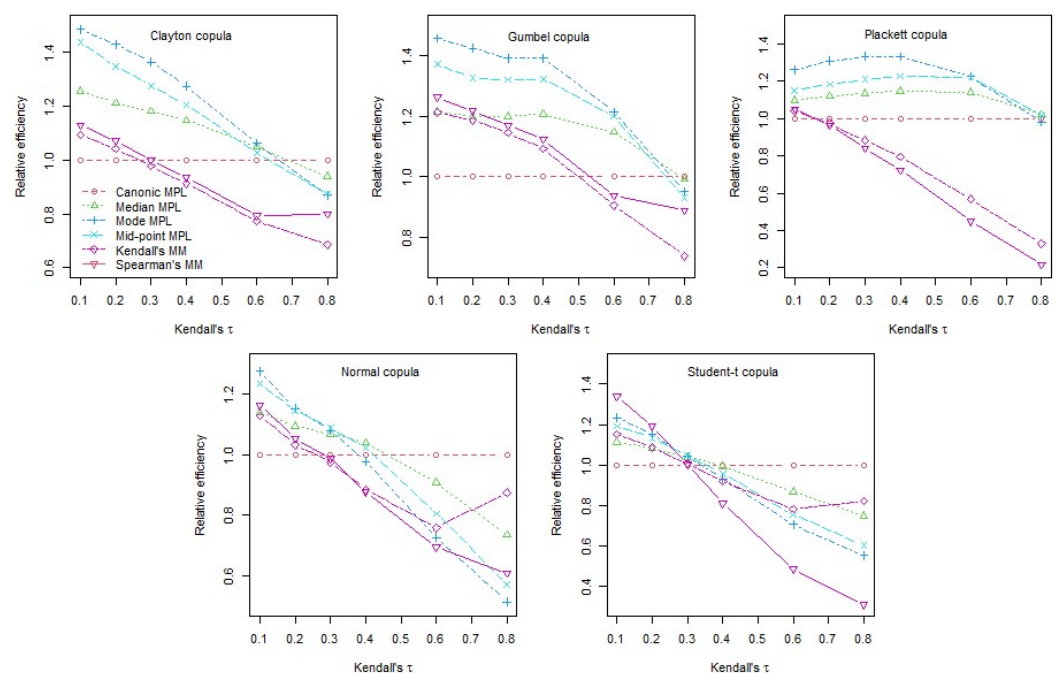 Clayton copula
Relative efficiency
1.4
1.2
1.0
0.8
0.6
Canonic MPL
Median MPL
Mode MPL
Mid-point MPL
Kendall's MM
Spearman's MM
0.1 0.2 0.3 0.4 0.5 0.6 0.7 0.8
Kendall's τ
Gumbel copula
Relative efficiency
1.4
1.2
1.0
0.8
0.1 0.2 0.3 0.4 0.5 0.6 0.7 0.8
Kendall's τ
Plackett copula
Relative efficiency
1.4
1.2
1.0
0.8
0.6
0.4
0.2
0.1 0.2 0.3 0.4 0.5 0.6 0.7 0.8
Kendall's τ
Normal copula
Relative efficiency
1.2
1.0
0.8
0.6
0.1 0.2 0.3 0.4 0.5 0.6 0.7 0.8
Kendall's τ
Student-t copula
Relative efficiency
1.4
1.2
1.0
0.8
0.6
0.4
0.1 0.2 0.3 0.4 0.5 0.6 0.7 0.8
Kendall's τ